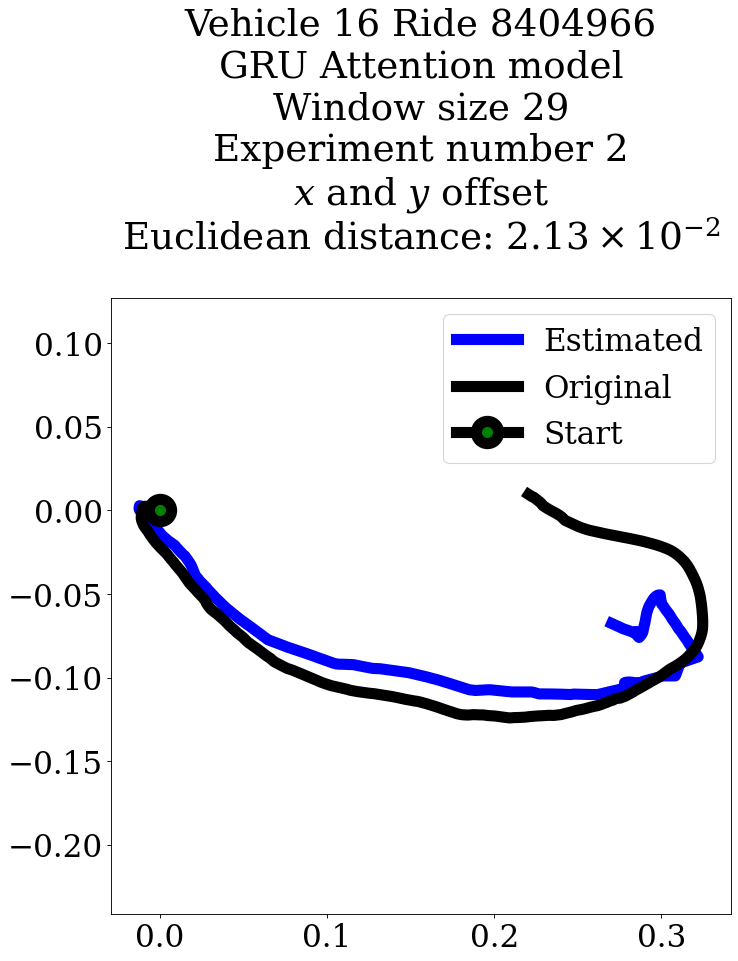 Vehicle 16 Ride 8404966
GRU Attention model
Window size 29
Experiment number 2
x and y offset
Euclidean distance: 2.13 × 10⁻²
Estimated
Original
Start
0.10
0.05
0.00
−0.05
−0.10
−0.15
−0.20
0.0 0.1 0.2 0.3